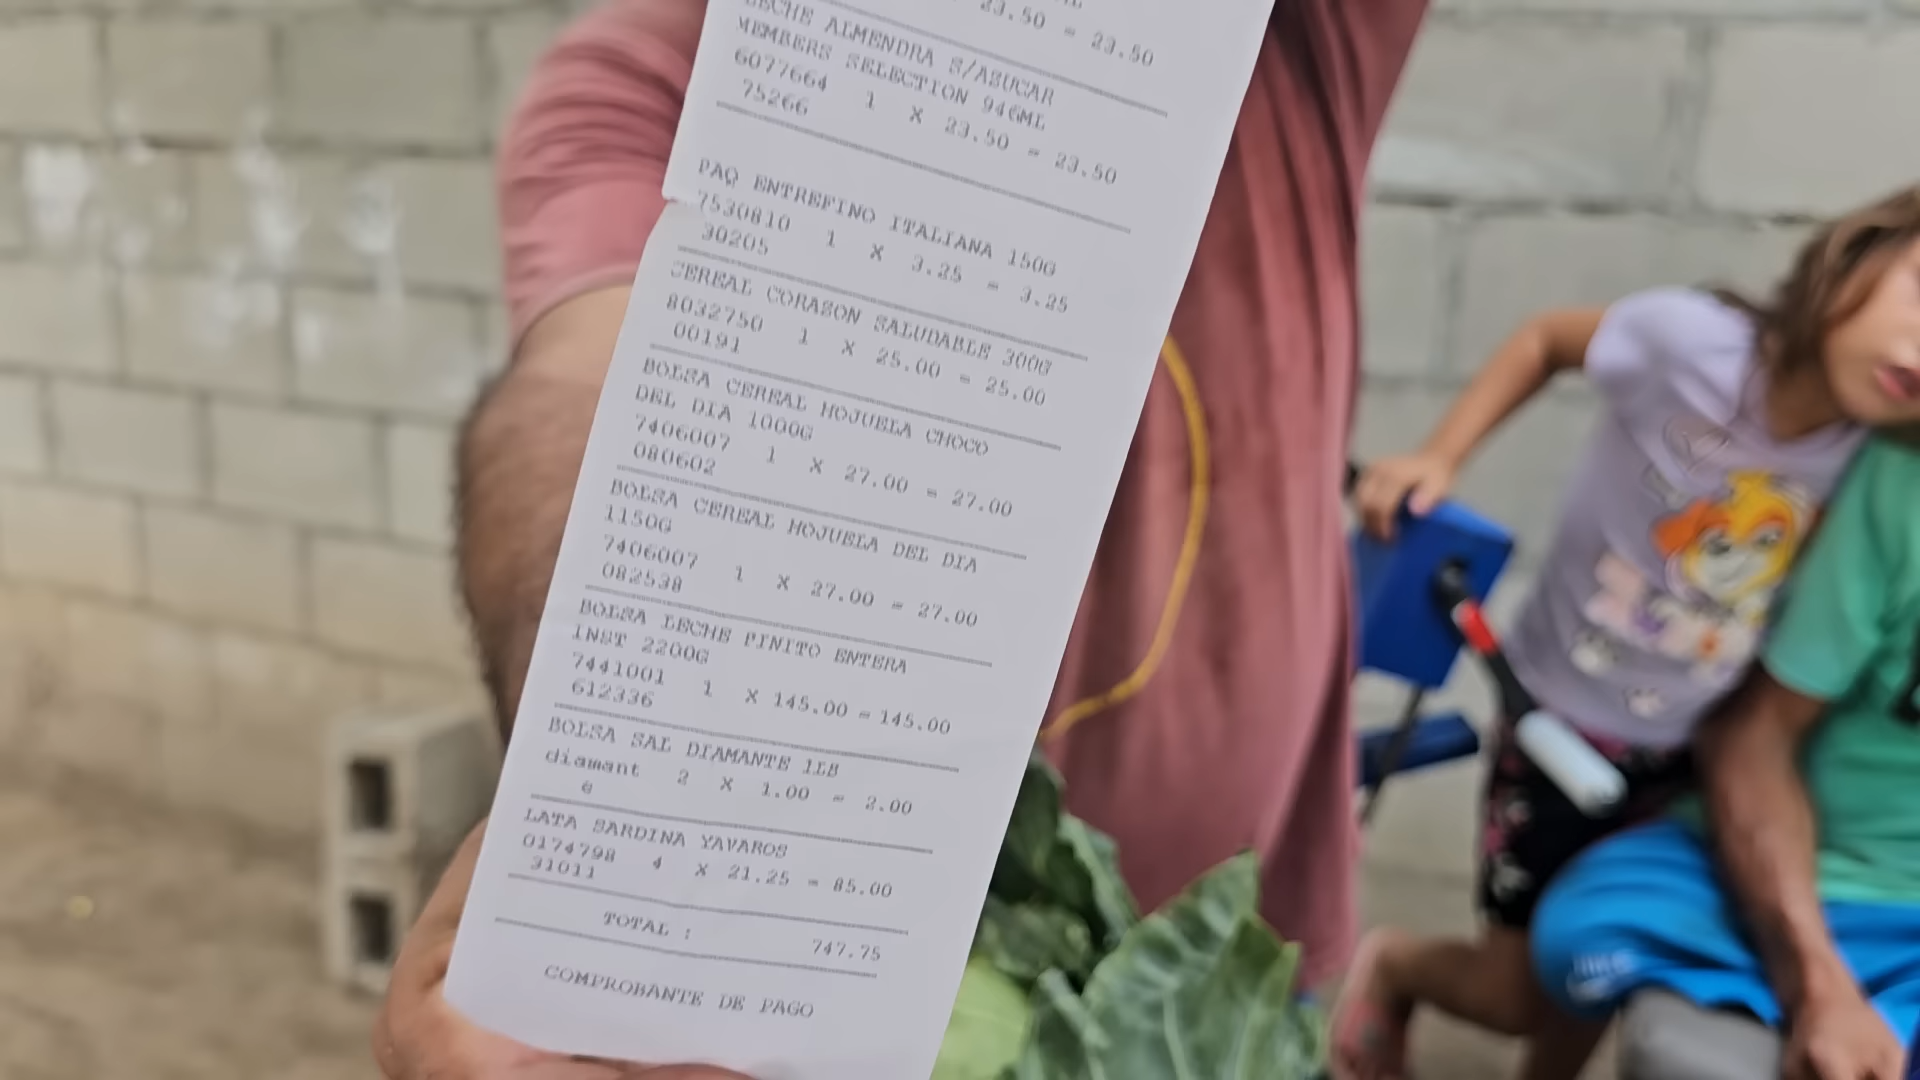 23.50 = 23.50
LECHE ALMENDRA S/ASUCAR
MEMBERS SELECTION 946ML
6077664 1 X 23.50 = 23.50
75266
PAQ ENTREFINO ITALIANA 150G
7530810 1 X 3.25 = 3.25
30205
CEREAL CORASON SALUDABLE 300G
8032750 1 X 25.00 = 25.00
00191
BOLSA CEREAL HOJUELA CHOCO
DEL DIA 1000G
7406007 1 X 27.00 = 27.00
080602
BOLSA CEREAL HOJUELA DEL DIA
1150G
7406007 1 X 27.00 = 27.00
082538
BOLSA LECHE PINITO ENTERA
INST 2200G
7441001 1 X 145.00 = 145.00
612336
BOLSA SAL DIAMANTE 1LB
diamant 2 X 1.00 = 2.00
e
LATA SARDINA YAVAROS
0174798 4 X 21.25 = 85.00
31011
TOTAL : 747.75
COMPROBANTE DE PAGO